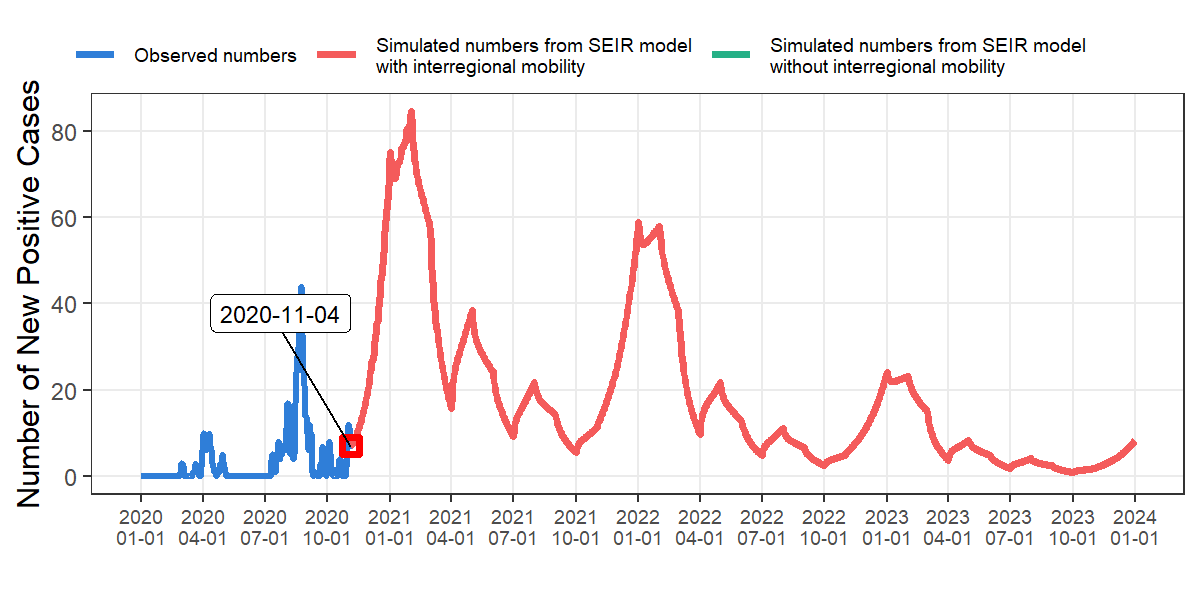 Observed numbers
Simulated numbers from SEIR model
with interregional mobility
Simulated numbers from SEIR model
without interregional mobility
Number of New Positive Cases
80
60
40
20
0
2020-11-04
2020 2020 2020 2020 2021 2021 2021 2021 2022 2022 2022 2022 2023 2023 2023 2023 2024
01-01 04-01 07-01 10-01 01-01 04-01 07-01 10-01 01-01 04-01 07-01 10-01 01-01 04-01 07-01 10-01 01-01